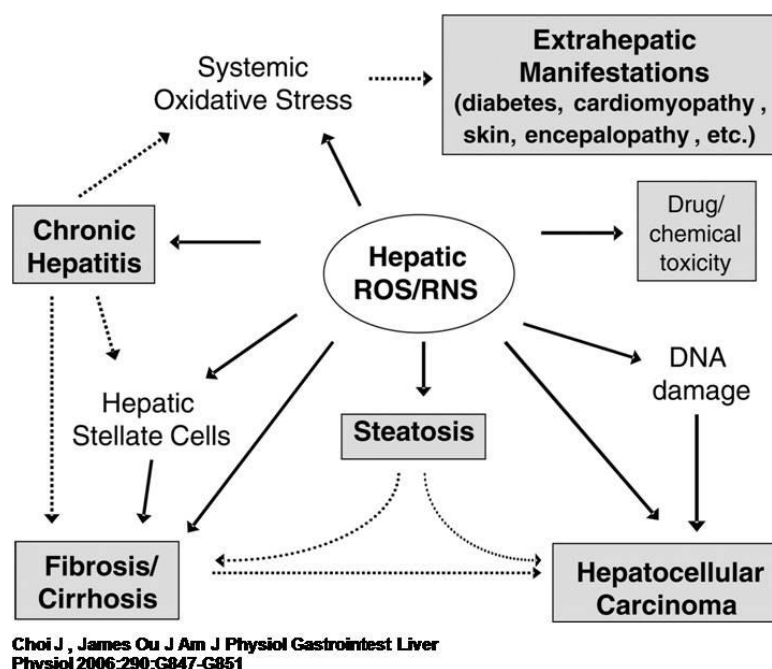 Systemic
Oxidative Stress
Extrahepatic
Manifestations
(diabetes, cardiomyopathy ,
skin, encepalopathy , etc.)
Chronic
Hepatitis
Hepatic
ROS/RNS
Drug/
chemical
toxicity
Hepatic
Stellate Cells
Steatosis
DNA
damage
Fibrosis/
Cirrhosis
Hepatocellular
Carcinoma
Choi J , James Ou J Am J Physiol Gastrointest Liver
Physiol 2006;290:G847-G851